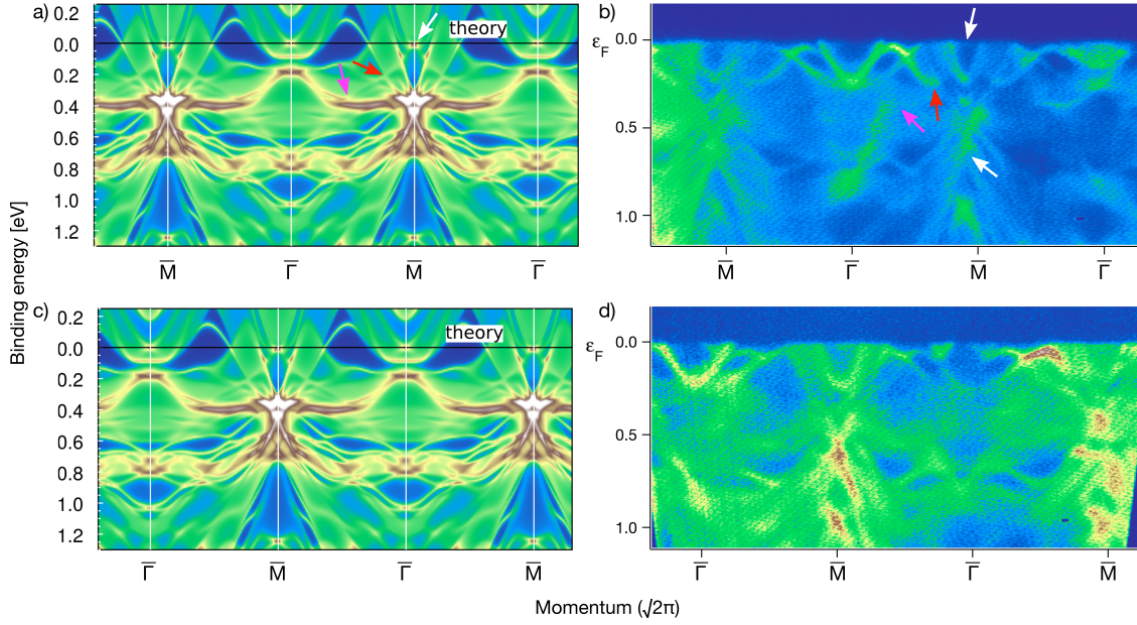 a)
theory
0.2
0.0
0.2
0.4
0.6
0.8
1.0
1.2
M̅ Γ̅ M̅ Γ̅
b)
εF
0.0
0.5
1.0
M̅ Γ̅ M̅ Γ̅
Binding energy [eV]
c)
theory
0.2
0.0
0.2
0.4
0.6
0.8
1.0
1.2
Γ̅ M̅ Γ̅ M̅
d)
εF
0.0
0.5
1.0
Γ̅ M̅ Γ̅ M̅
Momentum (√2π)